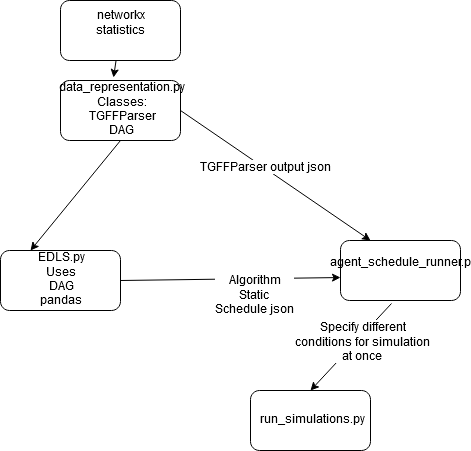 networkx
statistics
data_representation.py
Classes:
TGFFParser
DAG
TGFFParser output json
EDLS.py
Uses
DAG
pandas
Algorithm
Static
Schedule json
agent_schedule_runner.p
Specify different
conditions for simulation
at once
run_simulations.py